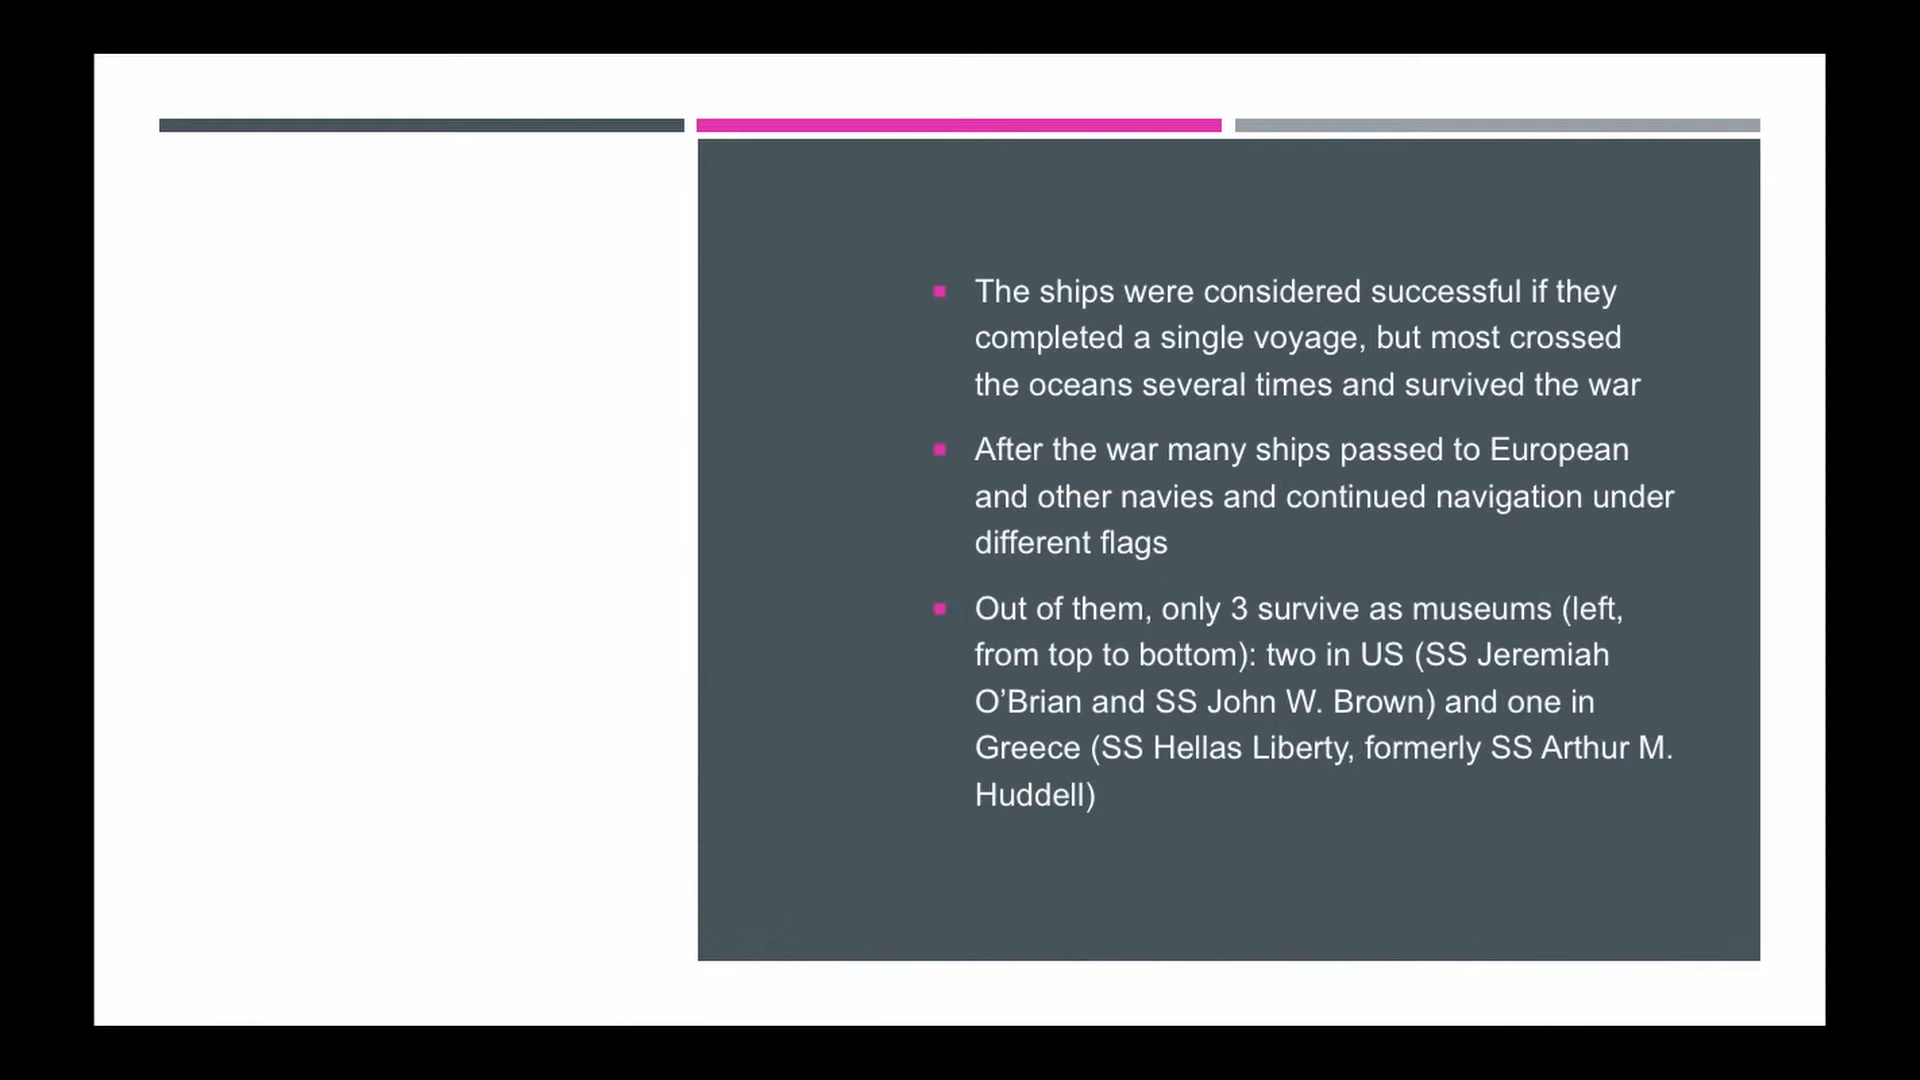 The ships were considered successful if they
completed a single voyage, but most crossed
the oceans several times and survived the war
After the war many ships passed to European
and other navies and continued navigation under
different flags
Out of them, only 3 survive as museums (left,
from top to bottom): two in US (SS Jeremiah
O’Brian and SS John W. Brown) and one in
Greece (SS Hellas Liberty, formerly SS Arthur M.
Huddell)